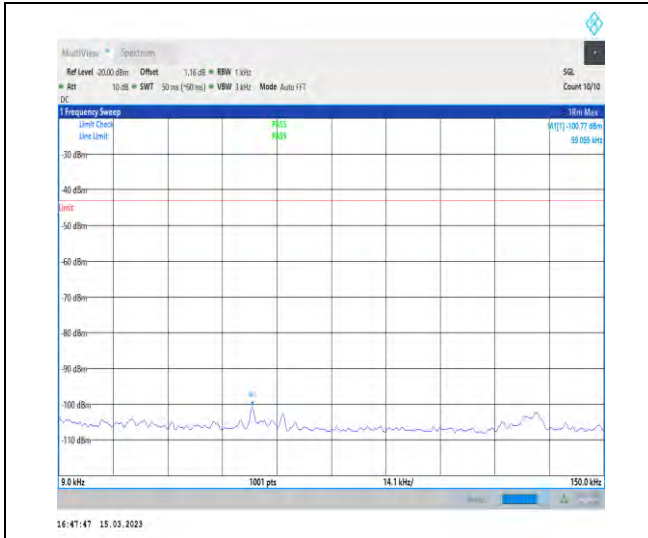 MultiView Spectrum
Ref Level -20.00 dBm Offset 1.16 dB RBW 1 kHz SGL
Att 10 dB SWT 50 ms (~60 ms) VBW 3 kHz Mode Auto FFT Count 10/10
DC
1 Frequency Sweep 1Rm Max
Limit Check PASS M1[1] -100.77 dBm
Line Limit PASS 59.055 kHz
-30 dBm
-40 dBm
Limit
-50 dBm
-60 dBm
-70 dBm
-80 dBm
-90 dBm
M1
-100 dBm
-110 dBm
9.0 kHz 1001 pts 14.1 kHz/ 150.0 kHz
16:47:47 15.03.2023